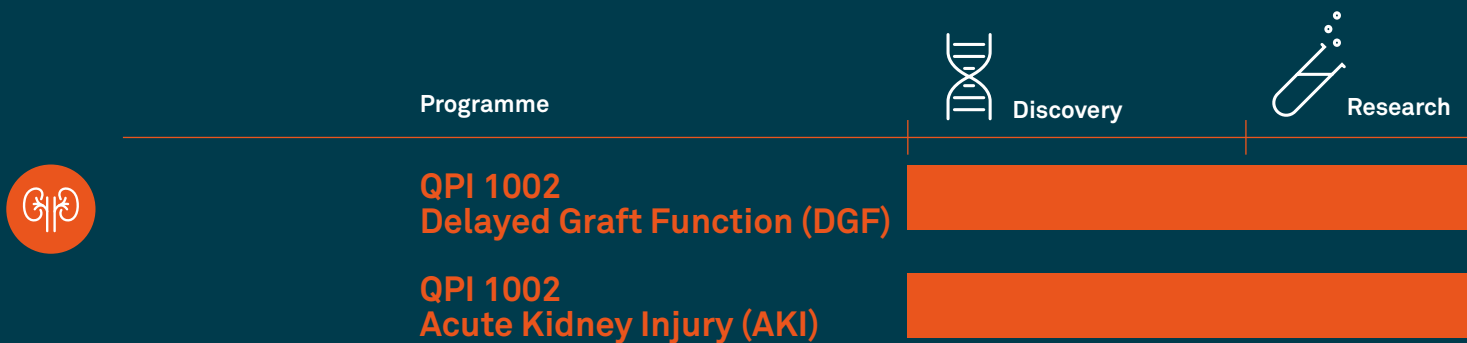 Programme
Discovery
Research
QPI 1002
Delayed Graft Function (DGF)
QPI 1002
Acute Kidney Injury (AKI)